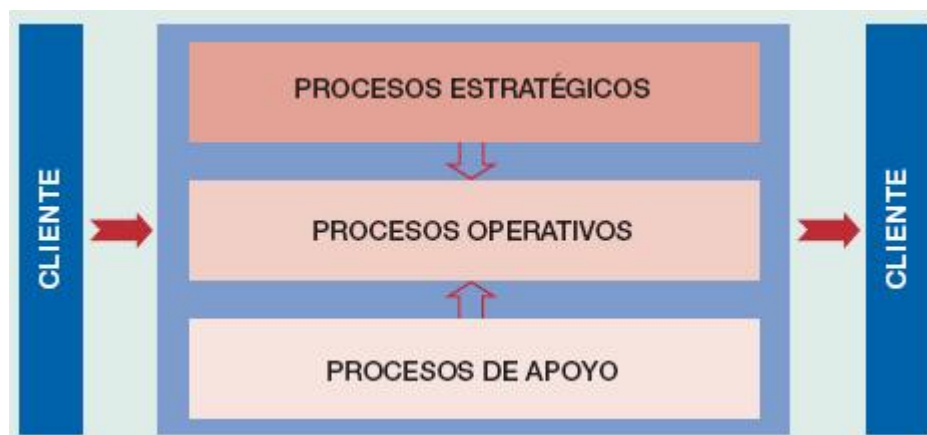 CLIENTE
PROCESOS ESTRATÉGICOS
PROCESOS OPERATIVOS
PROCESOS DE APOYO
CLIENTE